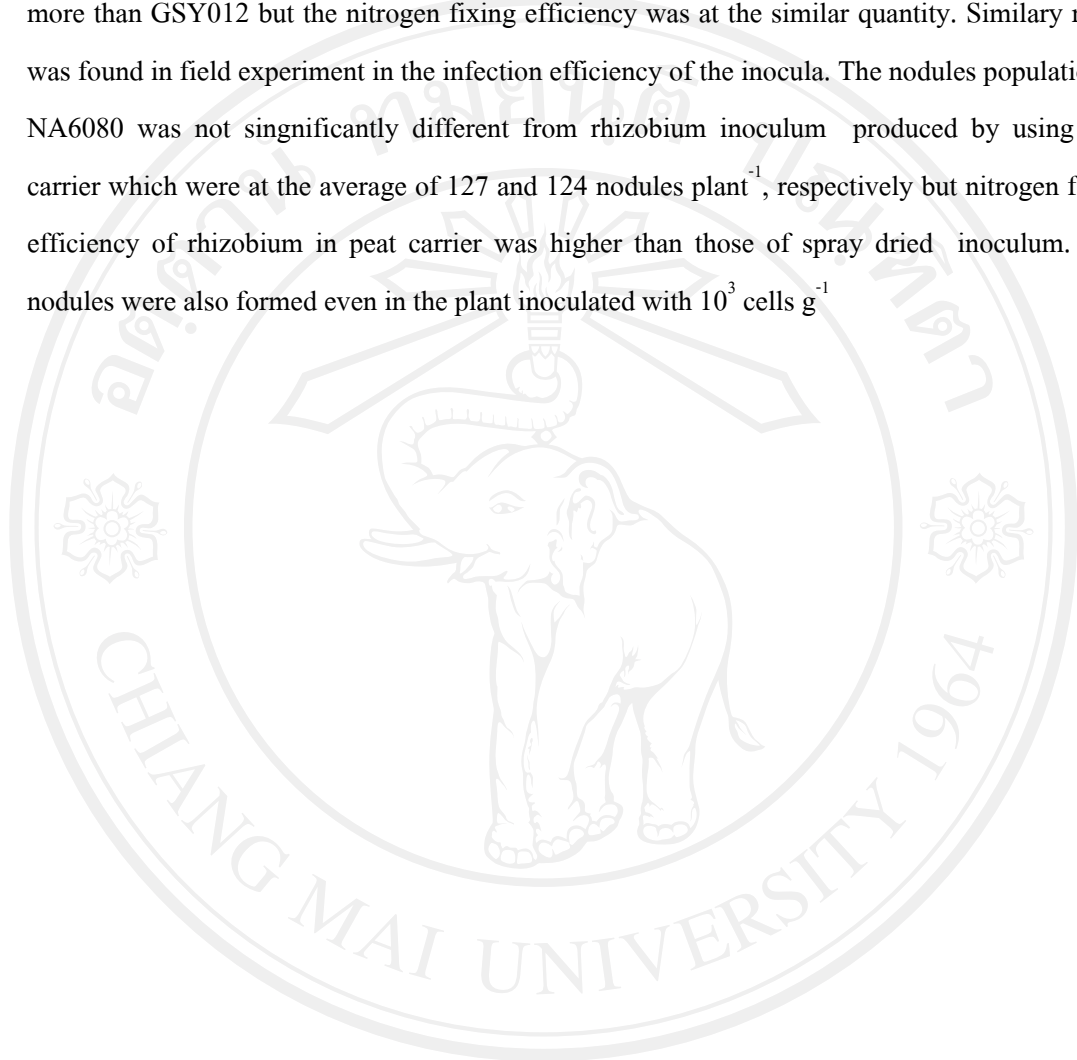 more than GSY012 but the nitrogen fixing efficiency was at the similar quantity. Similary
was found in field experiment in the infection efficiency of the inocula. The nodules
NA6080 was not singnificantly different from rhizobium inoculum produced by using
carrier which were at the average of 127 and 124 nodules plant⁻¹, respectively but nitrogen
efficiency of rhizobium in peat carrier was higher than those of spray dried inoculum.
nodules were also formed even in the plant inoculated with 10³ cells g⁻¹
CHIANG MAI UNIVERSITY 1964